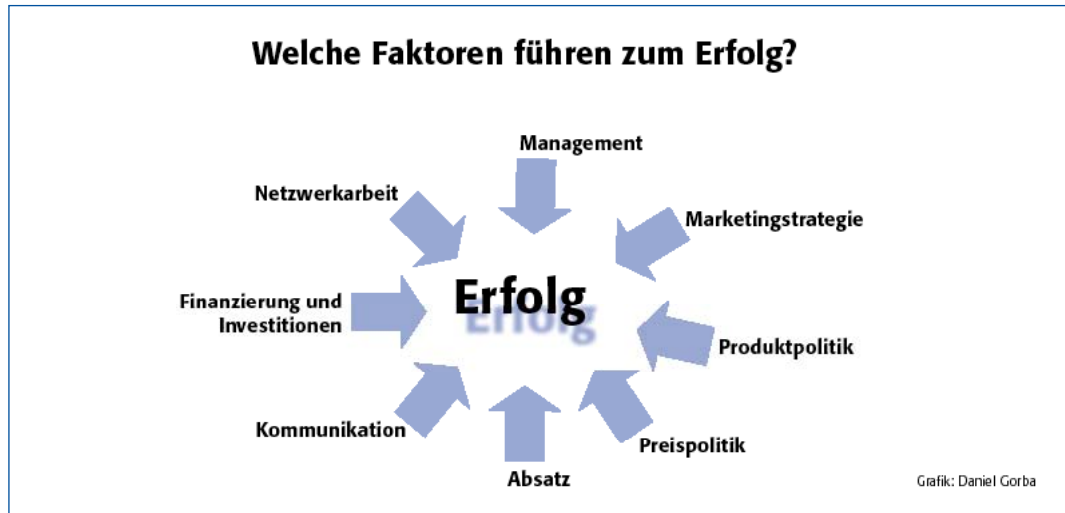 Welche Faktoren führen zum Erfolg?
Management
Netzwerkarbeit
Marketingstrategie
Erfolg
Finanzierung und
Investitionen
Produktpolitik
Kommunikation
Preispolitik
Absatz
Grafik: Daniel Gorba